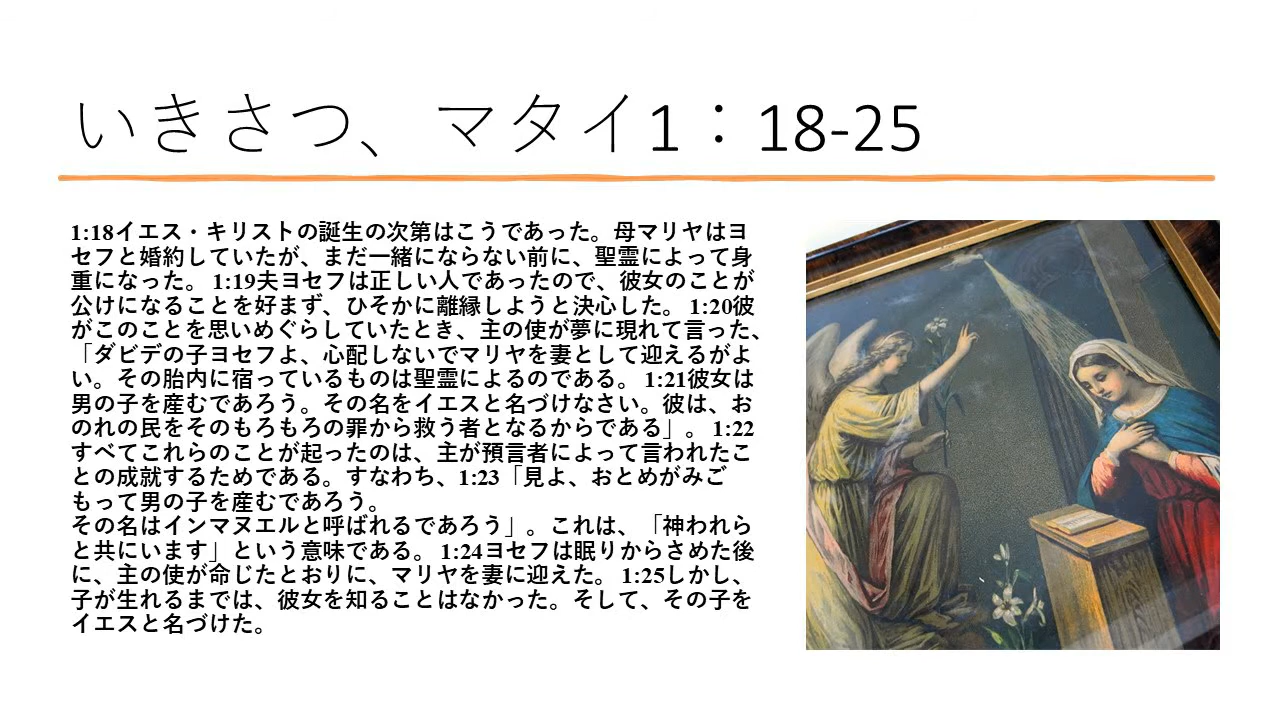 いきさつ、マタイ1：18-25
1:18イエス・キリストの誕生の次第はこうであった。母マリヤはヨ
セフと婚約していたが、まだ一緒にならない前に、聖霊によって身
重になった。 1:19夫ヨセフは正しい人であったので、彼女のことが
公けになることを好まず、ひそかに離縁しようと決心した。 1:20彼
がこのことを思いめぐらしていたとき、主の使が夢に現れて言った、
「ダビデの子ヨセフよ、心配しないでマリヤを妻として迎えるがよ
い。その胎内に宿っているものは聖霊によるのである。 1:21彼女は
男の子を産むであろう。その名をイエスと名づけなさい。彼は、お
のれの民をそのもろもろの罪から救う者となるからである」。 1:22
すべてこれらのことが起ったのは、主が預言者によって言われたこ
との成就するためである。すなわち、1:23「見よ、おとめがみご
もって男の子を産むであろう。
その名はインマヌエルと呼ばれるであろう」。これは、「神われら
と共にいます」という意味である。 1:24ヨセフは眠りからさめた後
に、主の使が命じたとおりに、マリヤを妻に迎えた。 1:25しかし、
子が生れるまでは、彼女を知ることはなかった。そして、その子を
イエスと名づけた。